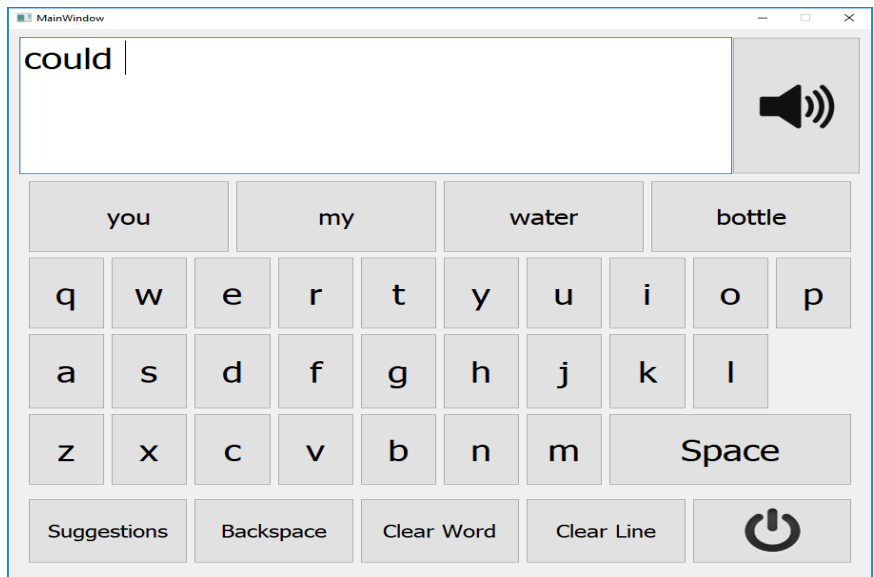 MainWindow
could
you my water bottle
q w e r t y u i o p
a s d f g h j k l
z x c v b n m Space
Suggestions Backspace Clear Word Clear Line